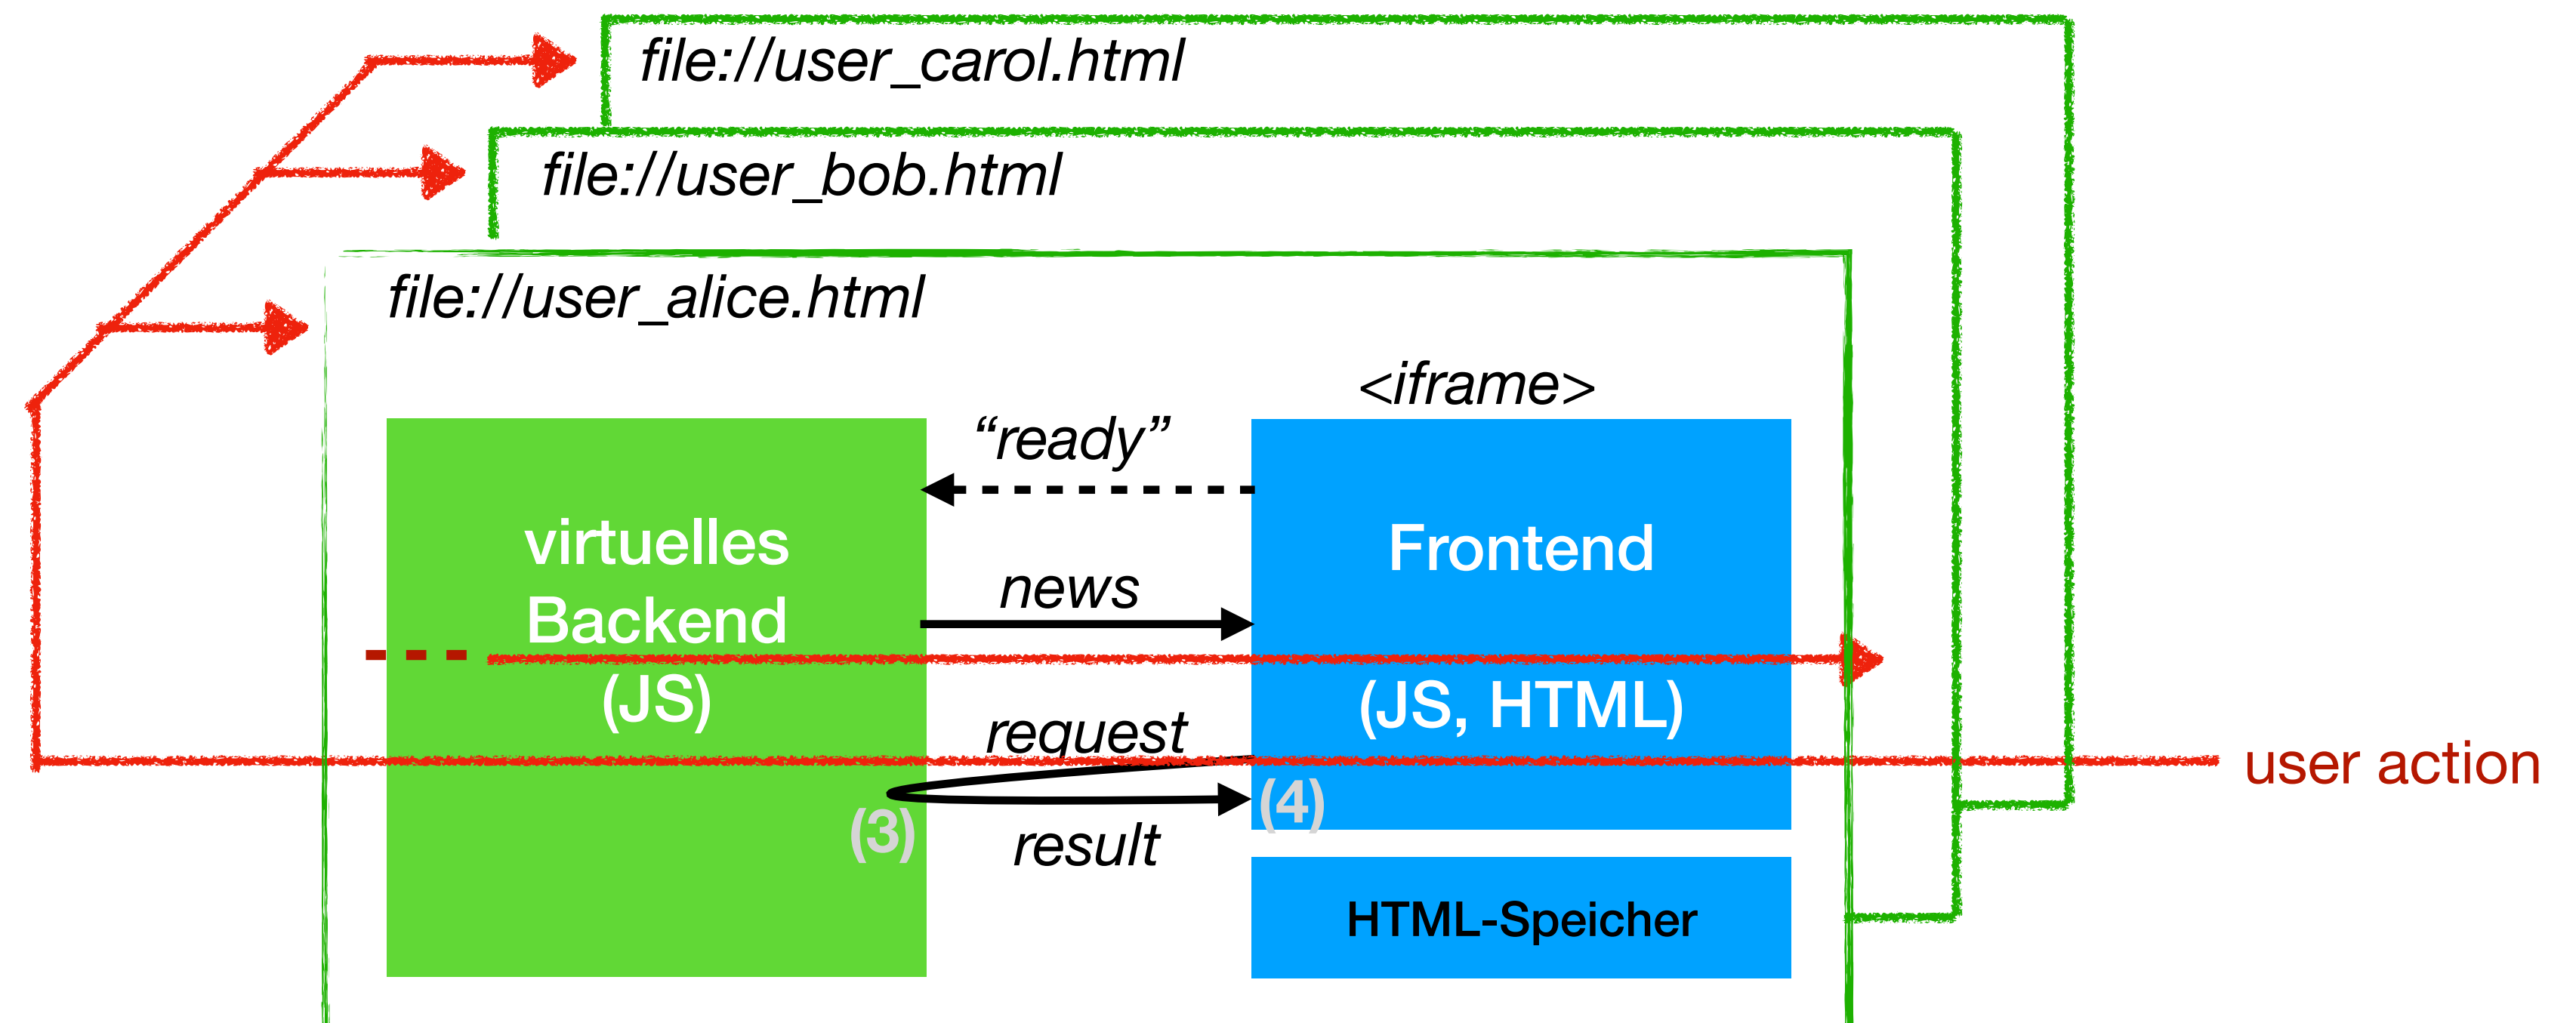 file://user_carol.html
file://user_bob.html
file://user_alice.html
<iframe>
“ready”
virtuelles
Backend
(JS)
Frontend
(JS, HTML)
news
request
user action
(3)
(4)
result
HTML-Speicher